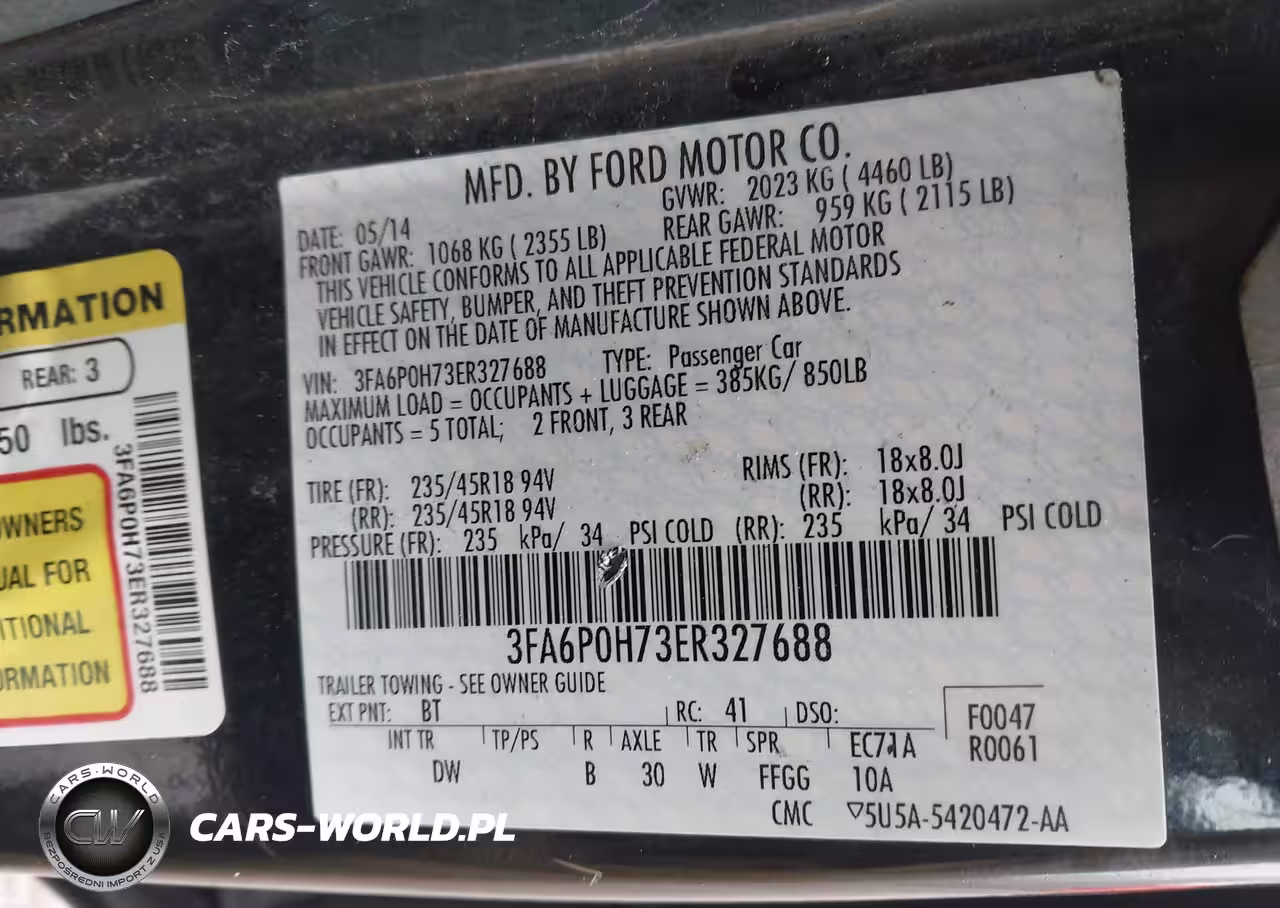 MFD. BY FORD MOTOR CO.
DATE: 05/14 GVWR: 2023 KG ( 4460 LB)
FRONT GAWR: 1068 KG ( 2355 LB) REAR GAWR: 959 KG ( 2115 LB)
THIS VEHICLE CONFORMS TO ALL APPLICABLE FEDERAL MOTOR
VEHICLE SAFETY, BUMPER, AND THEFT PREVENTION STANDARDS
IN EFFECT ON THE DATE OF MANUFACTURE SHOWN ABOVE.
VIN: 3FA6P0H73ER327688 TYPE: Passenger Car
MAXIMUM LOAD = OCCUPANTS + LUGGAGE = 385KG/ 850LB
OCCUPANTS = 5 TOTAL; 2 FRONT, 3 REAR
TIRE (FR): 235/45R18 94V RIMS (FR): 18x8.0J
(RR): 235/45R18 94V (RR): 18x8.0J
PRESSURE (FR): 235 kPa/ 34 PSI COLD (RR): 235 kPa/ 34 PSI COLD
3FA6P0H73ER327688
TRAILER TOWING - SEE OWNER GUIDE
EXT PNT: BT RC: 41 DSO: F0047
INT TR TP/PS R AXLE TR SPR EC71A R0061
DW B 30 W FFGG 10A
CMC ▽5U5A-5420472-AA
RMATION
REAR: 3
50 lbs.
3FA6P0H73ER327688
OWNERS
UAL FOR
ITIONAL
ORMATION
CARS-WORLD
CW
BEZPOŚREDNI IMPORT Z USA
CARS-WORLD.PL